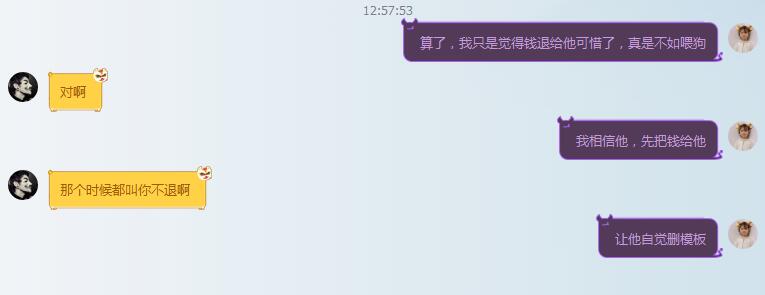 12:57:53
算了，我只是觉得钱退给他可惜了，真是不如喂狗
对啊
我相信他，先把钱给他
那个时候都叫你不退啊
让他自觉删模板